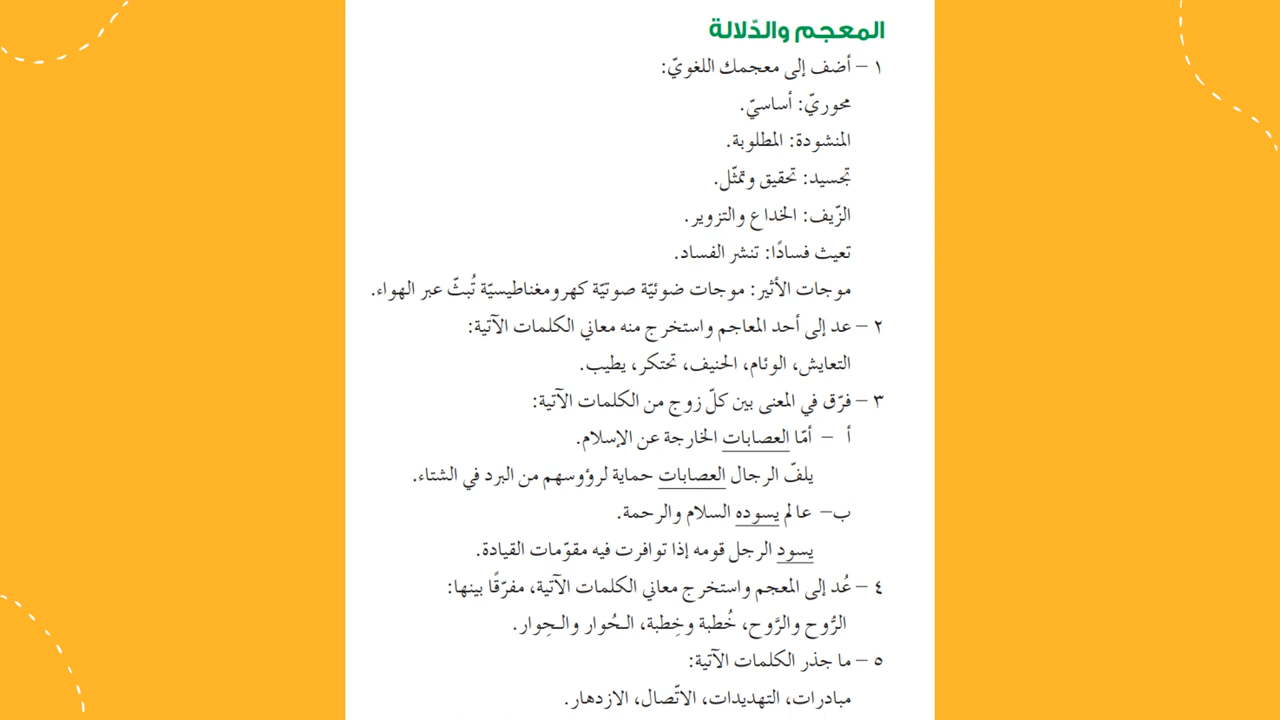 المعجم والدّلالة
١ – أضف إلى معجمك اللغويّ:
محوريّ: أساسيّ.
المنشودة: المطلوبة.
تجسيد: تحقيق وتمثّل.
الزّيف: الخداع والتزوير.
تعيث فسادًا: تنشر الفساد.
موجات الأثير: موجات ضوئيّة صوتيّة كهرومغناطيسيّة تُبثّ عبر الهواء.
٢ – عد إلى أحد المعاجم واستخرج منه معاني الكلمات الآتية:
التعايش، الوئام، الحنيف، تحتكر، يطيب.
٣ – فرّق في المعنى بين كلّ زوج من الكلمات الآتية:
أ – أمّا العصابات الخارجة عن الإسلام.
يلفّ الرجال العصابات حماية لرؤوسهم من البرد في الشتاء.
ب– عالم يسوده السلام والرحمة.
يسود الرجل قومه إذا توافرت فيه مقوّمات القيادة.
٤ – عُد إلى المعجم واستخرج معاني الكلمات الآتية، مفرّقًا بينها:
الرُّوح والرَّوح، خُطبة وخِطبة، الـحُوار والـحِوار.
٥ – ما جذر الكلمات الآتية:
مبادرات، التهديدات، الاتّصال، الازدهار.